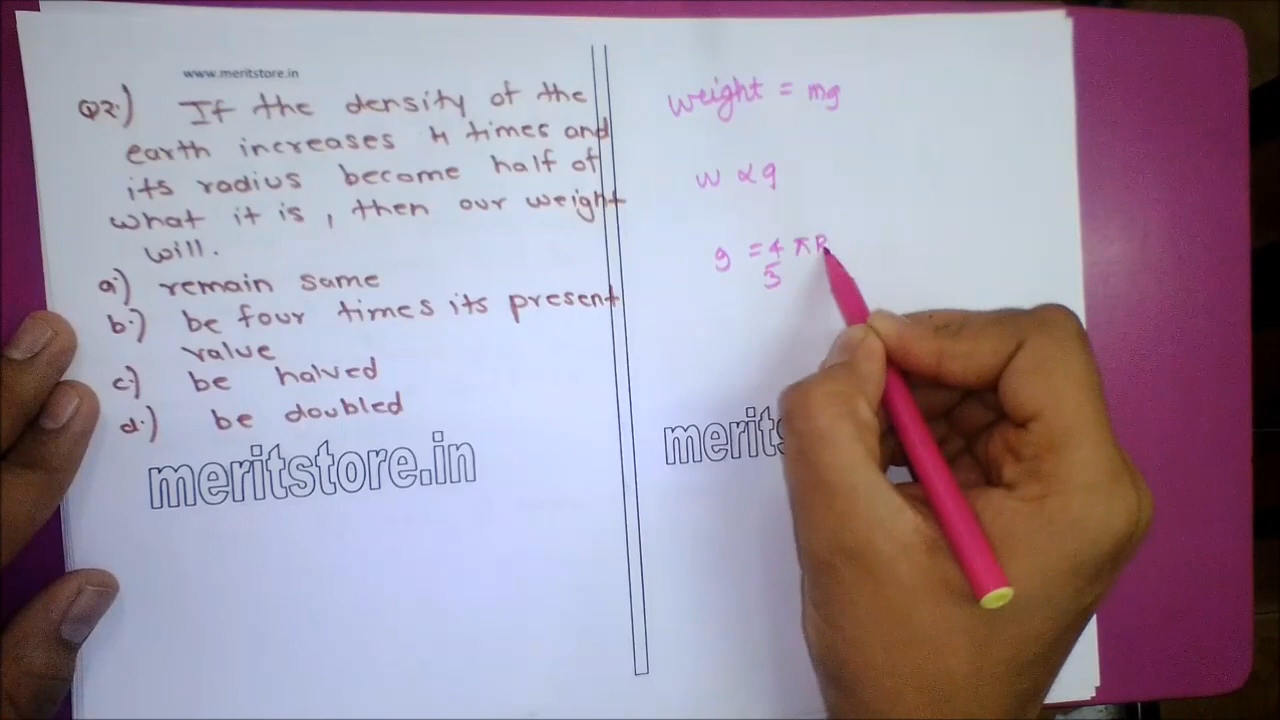 www.meritstore.in
Q2.) If the density of the
earth increases 4 times and
its radius become half of
what it is, then our weight
will.
a.) remain same
b.) be four times its present
value
c.) be halved
d.) be doubled
meritstore.in
weight = mg
w ∝ g
g = 4/3 πR
merits